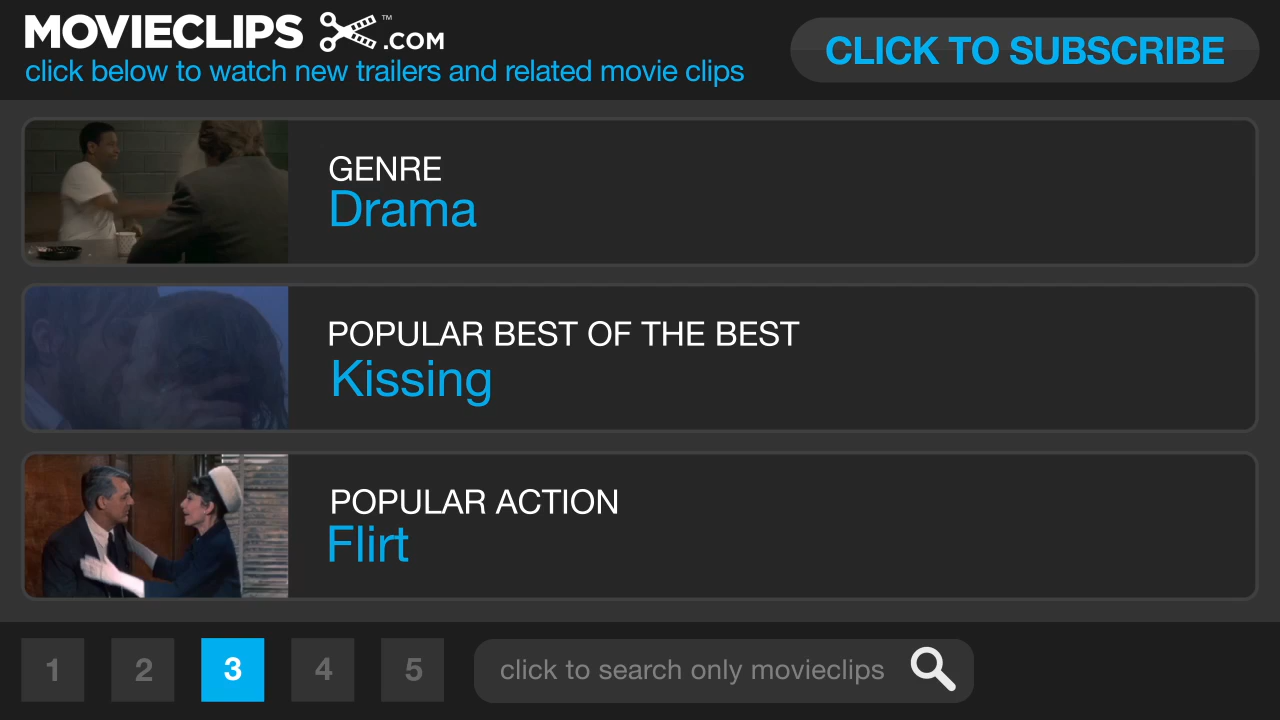 MOVIECLIPS ™ .COM
click below to watch new trailers and related movie clips
CLICK TO SUBSCRIBE
GENRE
Drama
POPULAR BEST OF THE BEST
Kissing
POPULAR ACTION
Flirt
1 2 3 4 5
click to search only movieclips